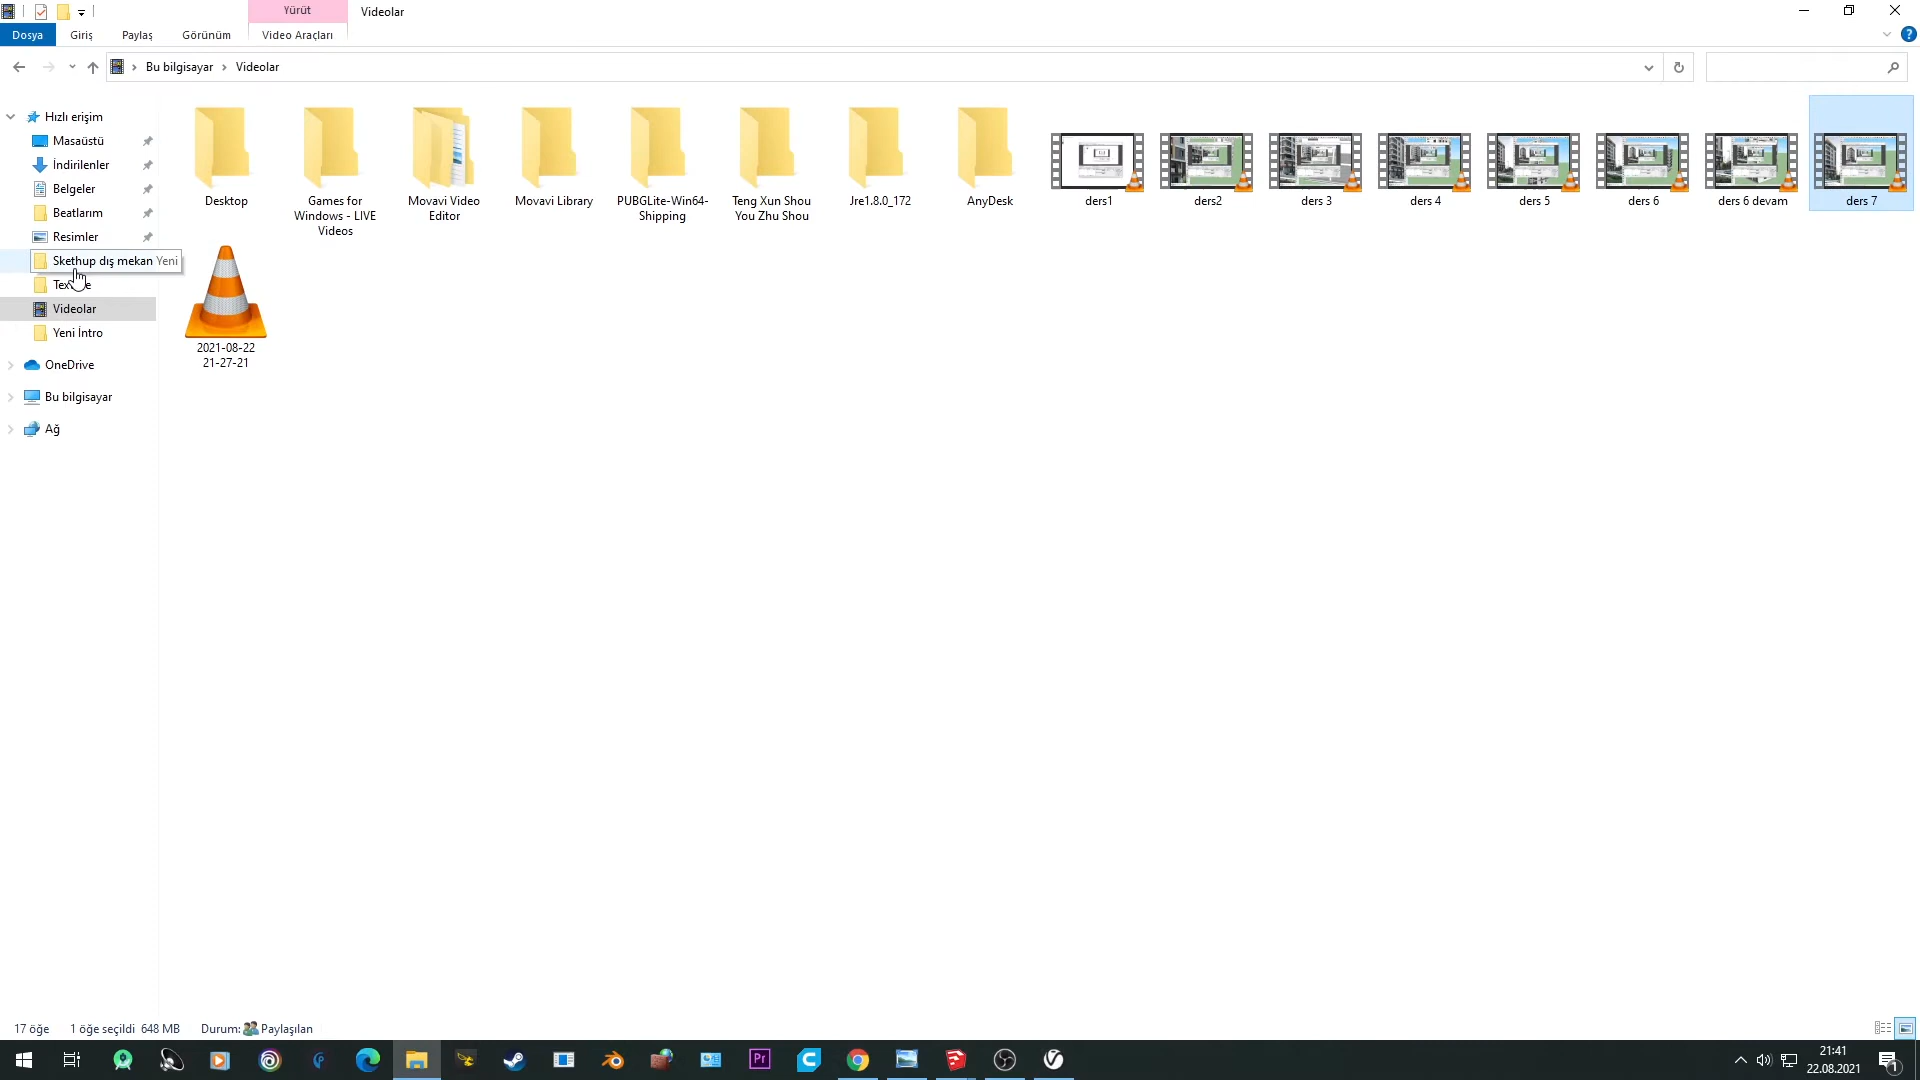 Yürüt
Videolar
Dosya
Giriş
Paylaş
Görünüm
Video Araçları
Bu bilgisayar
Videolar
Hızlı erişim
Masaüstü
İndirilenler
Belgeler
Beatlarım
Resimler
Skethup dış mekan Yeni
Videolar
Yeni İntro
OneDrive
Bu bilgisayar
Ağ
Desktop
Games for
Windows - LIVE
Videos
Movavi Video
Editor
Movavi Library
PUBGLite-Win64-
Shipping
Teng Xun Shou
You Zhu Shou
Jre1.8.0_172
AnyDesk
ders1
ders2
ders 3
ders 4
ders 5
ders 6
ders 6 devam
ders 7
2021-08-22
21-27-21
17 öğe
1 öğe seçildi 648 MB
Durum:
Paylaşılan
Pr
21:41
22.08.2021
1